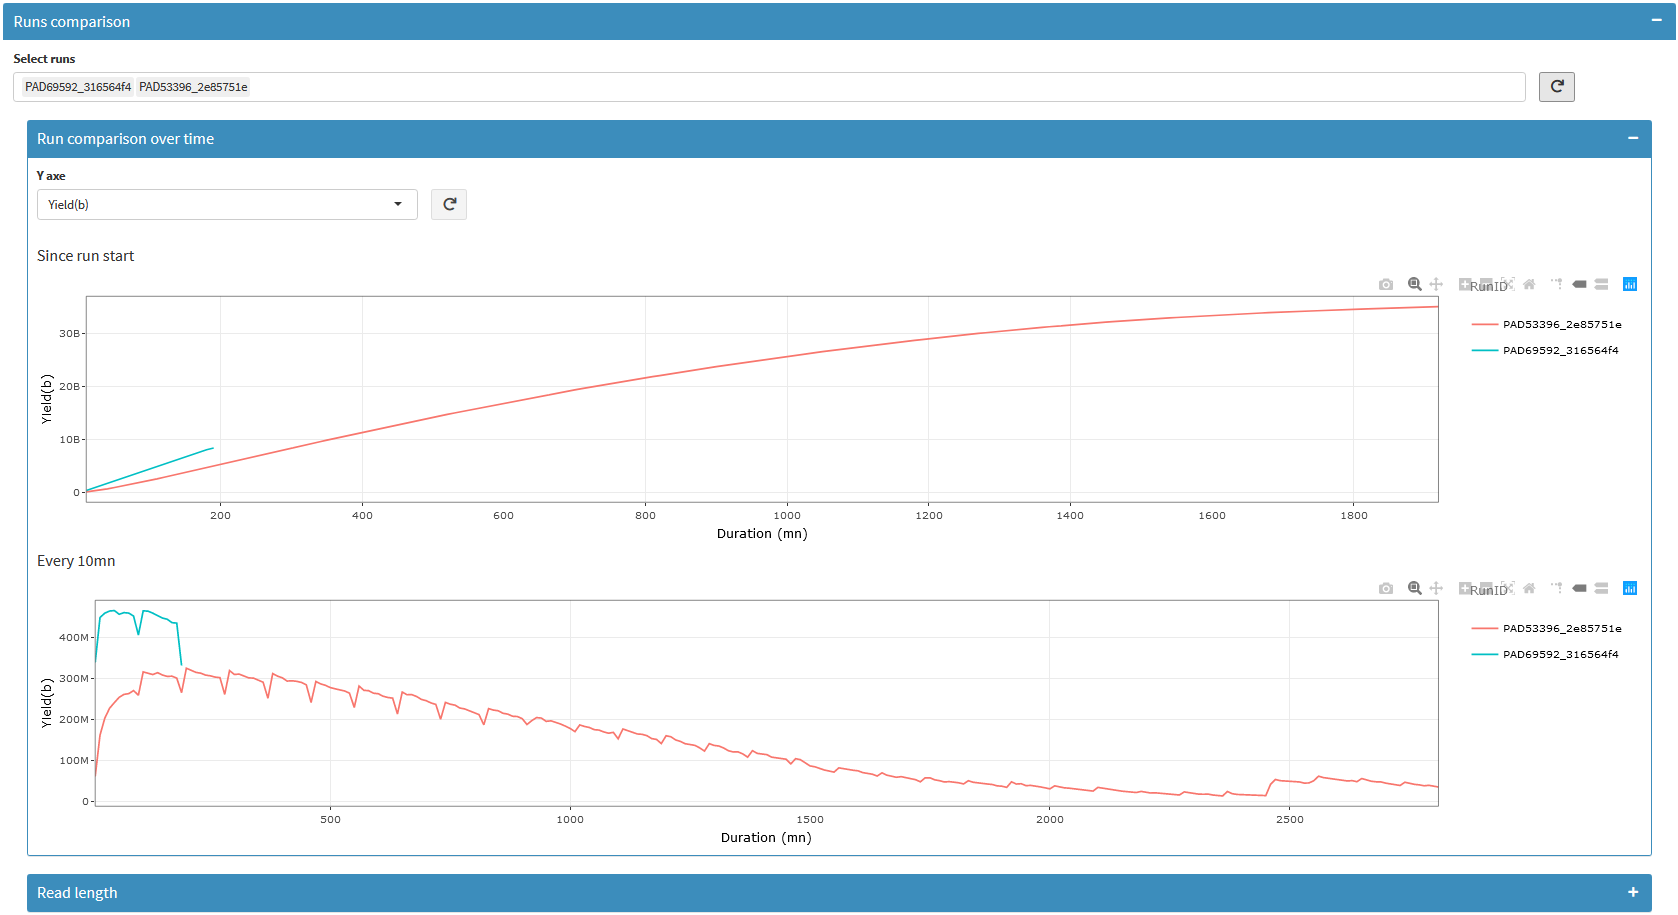 Runs comparison
Select runs
PAD69592_316564f4 PAD53396_2e85751e
Run comparison over time
Y axe
Yield(b)
Since run start
RunID
PAD53396_2e85751e
PAD69592_316564f4
Yield(b)
30B
20B
10B
0
200 400 600 800 1000 1200 1400 1600 1800
Duration (mn)
Every 10mn
RunID
PAD53396_2e85751e
PAD69592_316564f4
Yield(b)
400M
300M
200M
100M
0
500 1000 1500 2000 2500
Duration (mn)
Read length